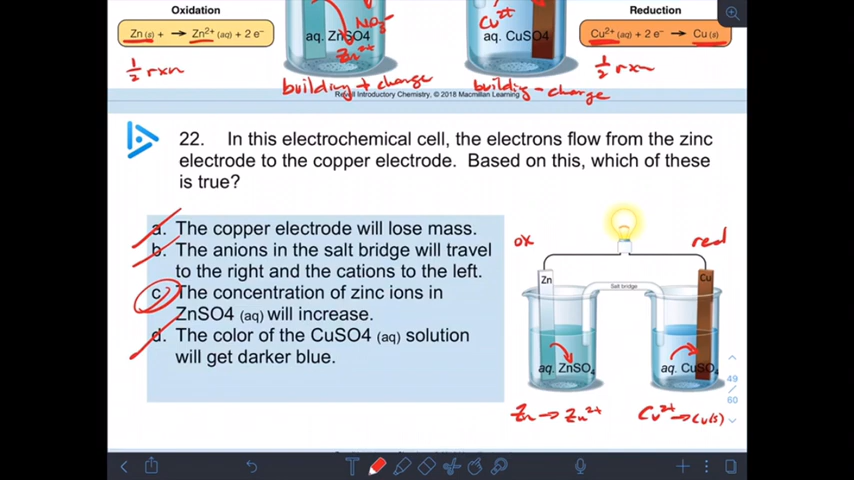 Oxidation
Reduction
Zn(s) + → Zn²⁺ (aq) + 2 e⁻
NO₃⁻
aq. ZnSO4
Zn²⁺
Cu²⁺
aq. CuSO4
Cu²⁺ (aq) + 2 e⁻ → Cu (s)
½ rxn
building + charge
building - charge
½ rxn
Revell Introductory Chemistry, © 2018 Macmillan Learning
22. In this electrochemical cell, the electrons flow from the zinc
electrode to the copper electrode. Based on this, which of these
is true?
a. The copper electrode will lose mass.
b. The anions in the salt bridge will travel
to the right and the cations to the left.
c. The concentration of zinc ions in
ZnSO4 (aq) will increase.
d. The color of the CuSO4 (aq) solution
will get darker blue.
ox
red
Zn
Salt bridge
Cu
aq. ZnSO₄
aq. CuSO₄
Zn → Zn²⁺
Cu²⁺ → Cu(s)
49
/
60
T